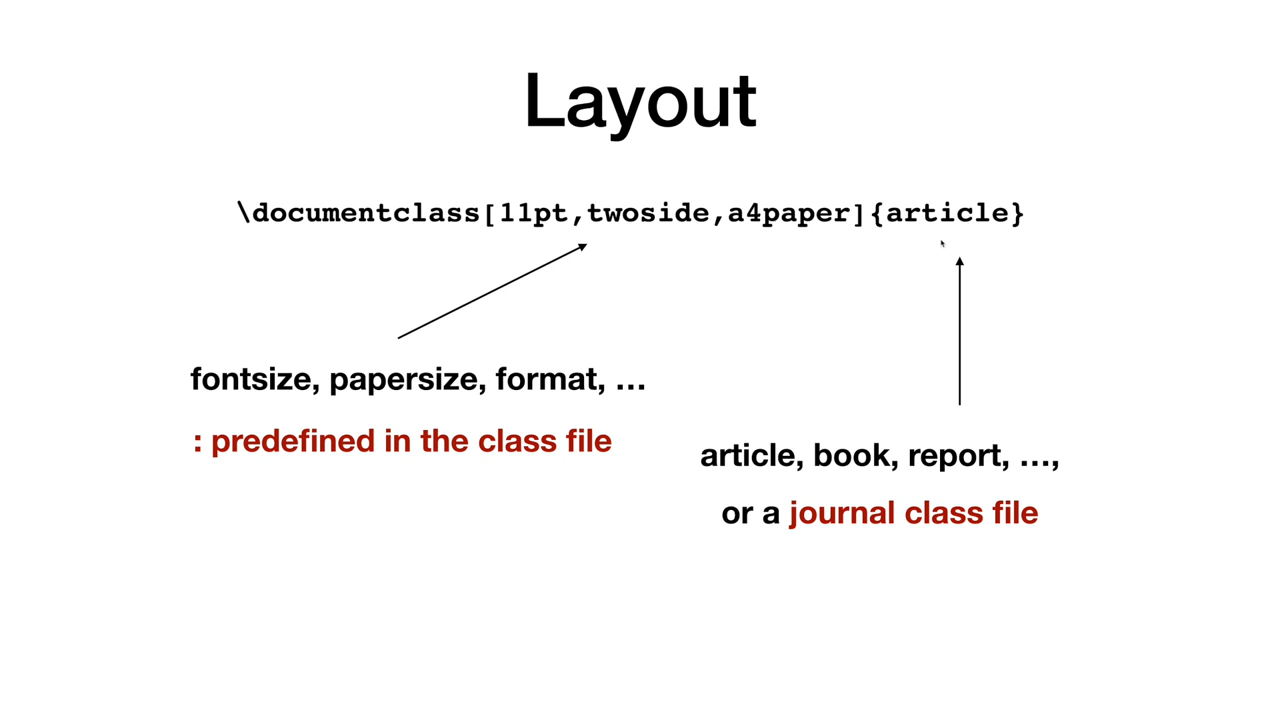 Layout
\documentclass[11pt,twoside,a4paper]{article}
fontsize, papersize, format, …
: predefined in the class file
article, book, report, …,
or a journal class file